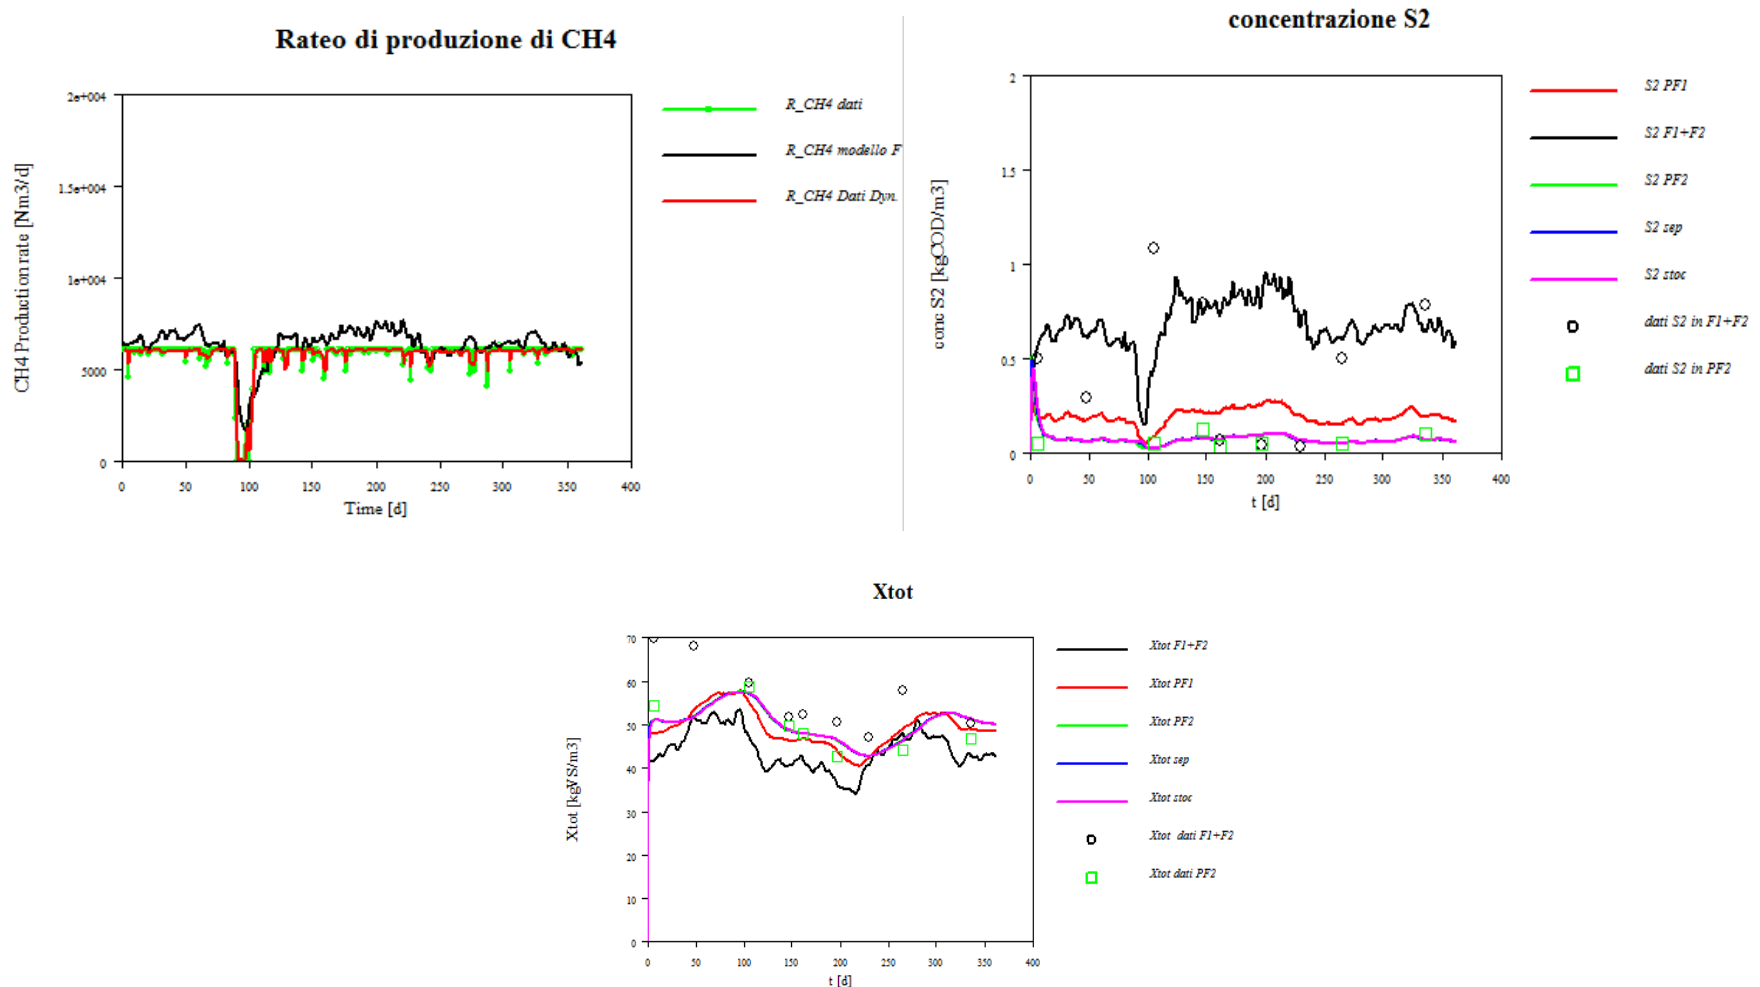 Rateo di produzione di CH4
2e+004
1.5e+004
1e+004
5000
0
0 50 100 150 200 250 300 350 400
CH4 Production rate [Nm3/d]
Time [d]
R_CH4 dati
R_CH4 modello F
R_CH4 Dati Dyn.
concentrazione S2
2
1.5
1
0.5
0
0 50 100 150 200 250 300 350 400
conc S2 [kgCOD/m3]
t [d]
S2 PF1
S2 F1+F2
S2 PF2
S2 sep
S2 stoc
dati S2 in F1+F2
dati S2 in PF2
Xtot
70
60
50
40
30
20
10
0
0 50 100 150 200 250 300 350 400
Xtot [kgVS/m3]
t [d]
Xtot F1+F2
Xtot PF1
Xtot PF2
Xtot sep
Xtot stoc
Xtot dati F1+F2
Xtot dati PF2